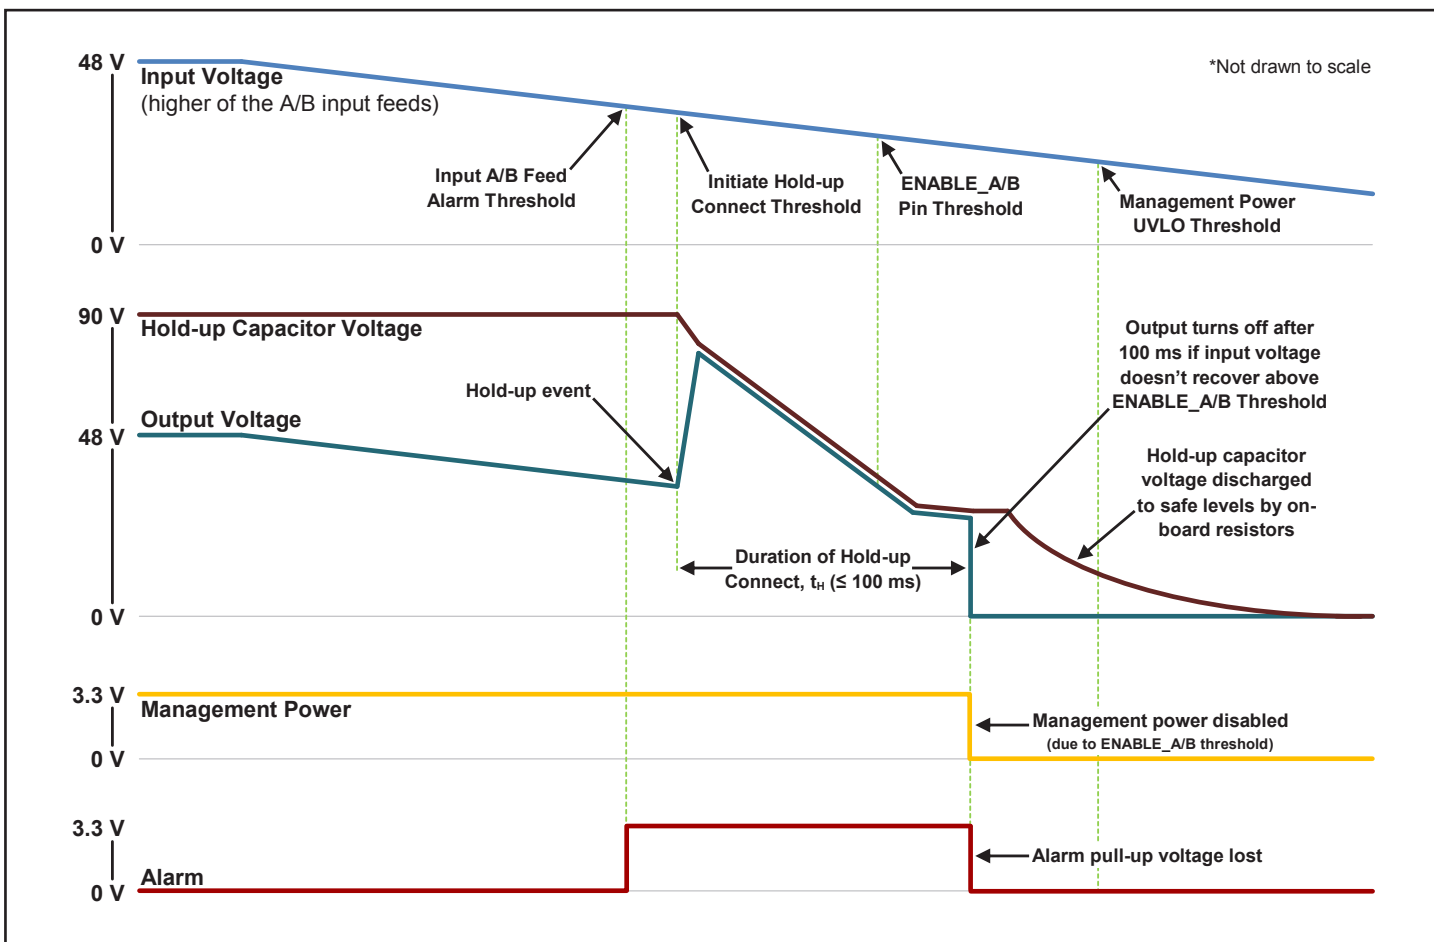 48 V
Input Voltage
(higher of the A/B input feeds)
*Not drawn to scale
Input A/B Feed
Alarm Threshold
Initiate Hold-up
Connect Threshold
ENABLE_A/B
Pin Threshold
Management Power
UVLO Threshold
0 V
90 V
Hold-up Capacitor Voltage
Hold-up event
Output Voltage
48 V
Output turns off after
100 ms if input voltage
doesn't recover above
ENABLE_A/B Threshold
Hold-up capacitor
voltage discharged
to safe levels by on-
board resistors
Duration of Hold-up
Connect, tH (≤ 100 ms)
0 V
3.3 V
Management Power
Management power disabled
(due to ENABLE_A/B threshold)
0 V
3.3 V
Alarm pull-up voltage lost
Alarm
0 V